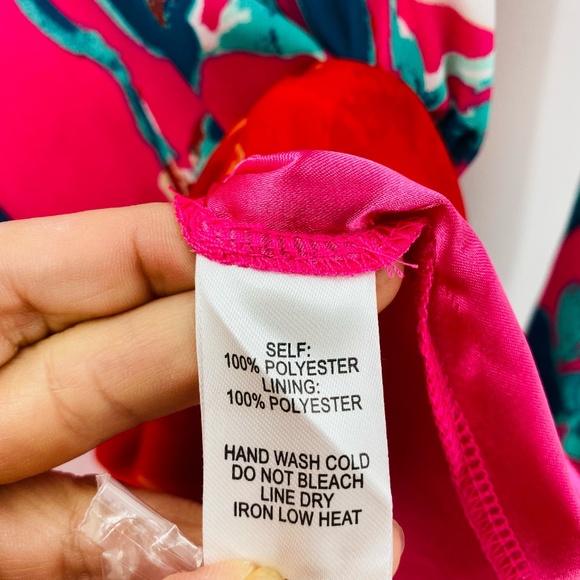 SELF:
100% POLYESTER
LINING:
100% POLYESTER
HAND WASH COLD
DO NOT BLEACH
LINE DRY
IRON LOW HEAT